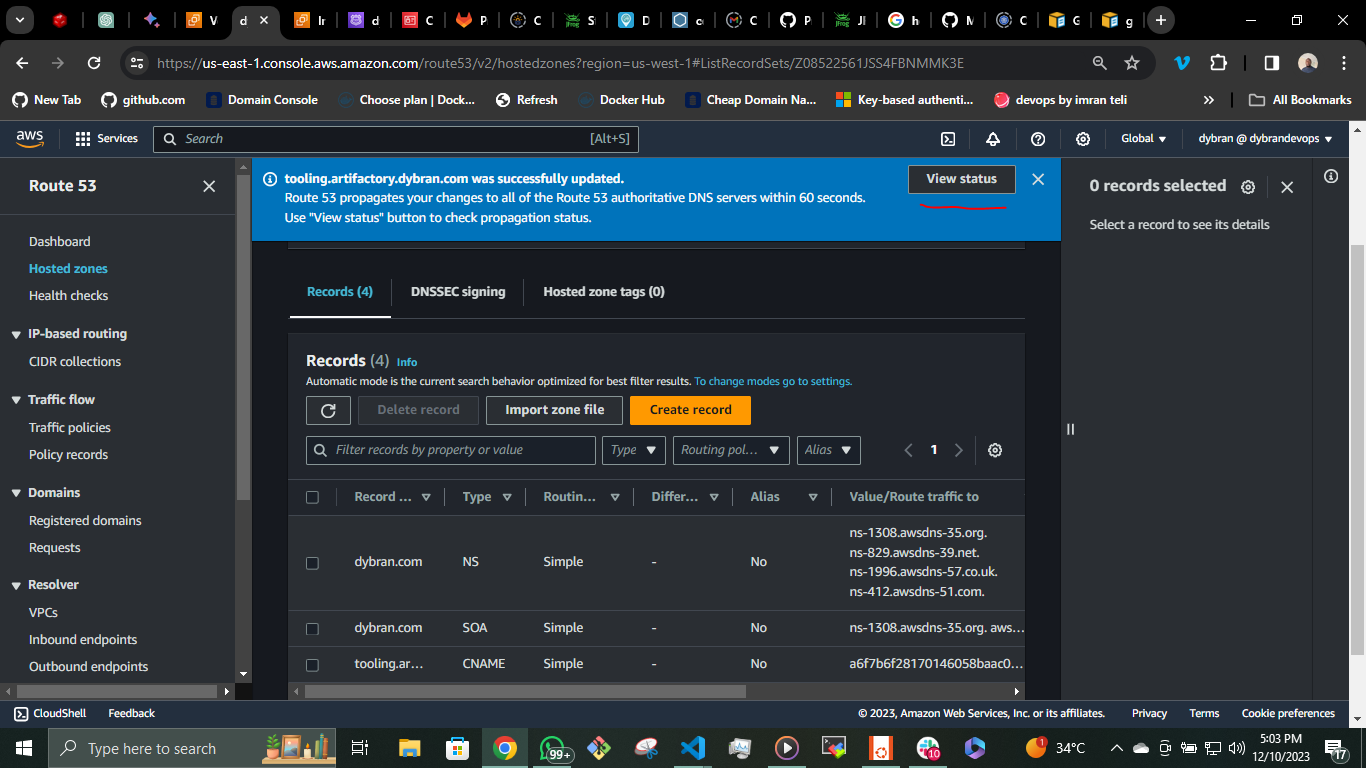 V
d
Ir
d
C
P
C
S
D
c
C
P
JI
h
M
C
G
g
https://us-east-1.console.aws.amazon.com/route53/v2/hostedzones?region=us-west-1#ListRecordSets/Z08522561JSS4FBNMMK3E
New Tab
github.com
Domain Console
Choose plan | Dock...
Refresh
Docker Hub
Cheap Domain Na...
Key-based authenti...
devops by imran teli
»
All Bookmarks
aws
Services
Search
[Alt+S]
Global
dybran @ dybrandevops
Route 53
Dashboard
Hosted zones
Health checks
IP-based routing
CIDR collections
Traffic flow
Traffic policies
Policy records
Domains
Registered domains
Requests
Resolver
VPCs
Inbound endpoints
Outbound endpoints
tooling.artifactory.dybran.com was successfully updated.
Route 53 propagates your changes to all of the Route 53 authoritative DNS servers within 60 seconds.
Use "View status" button to check propagation status.
View status
Records (4)
DNSSEC signing
Hosted zone tags (0)
Records (4) Info
Automatic mode is the current search behavior optimized for best filter results. To change modes go to settings.
Delete record
Import zone file
Create record
Filter records by property or value
Type
Routing pol...
Alias
1
Record ...
Type
Routin...
Differ...
Alias
Value/Route traffic to
dybran.com
NS
Simple
-
No
ns-1308.awsdns-35.org.
ns-829.awsdns-39.net.
ns-1996.awsdns-57.co.uk.
ns-412.awsdns-51.com.
dybran.com
SOA
Simple
-
No
ns-1308.awsdns-35.org. aws...
tooling.ar...
CNAME
Simple
-
No
a6f7b6f28170146058baac0...
0 records selected
Select a record to see its details
CloudShell
Feedback
© 2023, Amazon Web Services, Inc. or its affiliates.
Privacy
Terms
Cookie preferences
Type here to search
99+
10
1
34°C
5:03 PM
12/10/2023
17